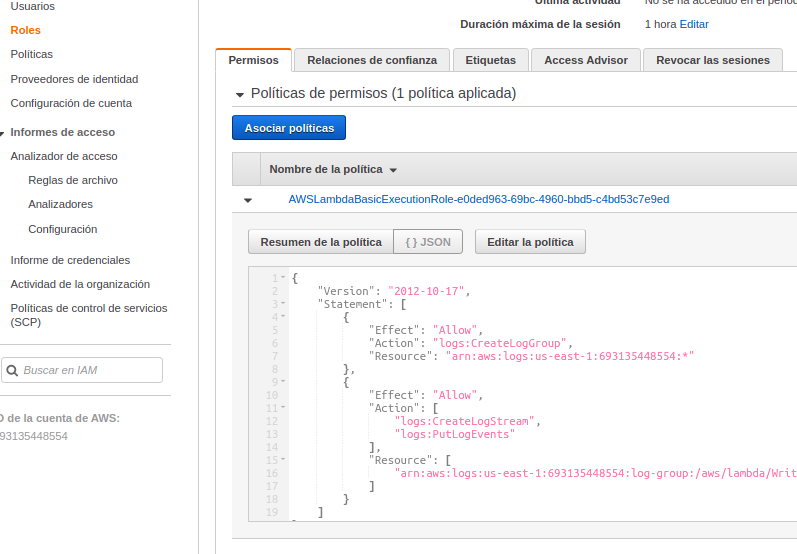 Usuarios
Roles
Políticas
Proveedores de identidad
Configuración de cuenta
Informes de acceso
Analizador de acceso
Reglas de archivo
Analizadores
Configuración
Informe de credenciales
Actividad de la organización
Políticas de control de servicios
(SCP)
Buscar en IAM
de la cuenta de AWS:
693135448554
Última actividad No se ha accedido en el
Duración máxima de la sesión 1 hora Editar
Permisos Relaciones de confianza Etiquetas Access Advisor Revocar las sesiones
Políticas de permisos (1 política aplicada)
Asociar políticas
Nombre de la política
AWSLambdaBasicExecutionRole-e0ded963-69bc-4960-bbd5-c4bd53c7e9ed
Resumen de la política { } JSON Editar la política
1 {
2 "Version": "2012-10-17",
3 "Statement": [
4 {
5 "Effect": "Allow",
6 "Action": "logs:CreateLogGroup",
7 "Resource": "arn:aws:logs:us-east-1:693135448554:*"
8 },
9 {
10 "Effect": "Allow",
11 "Action": [
12 "logs:CreateLogStream",
13 "logs:PutLogEvents"
14 ],
15 "Resource": [
16 "arn:aws:logs:us-east-1:693135448554:log-group:/aws/lambda/Writ
17 ]
18 }
19 ]